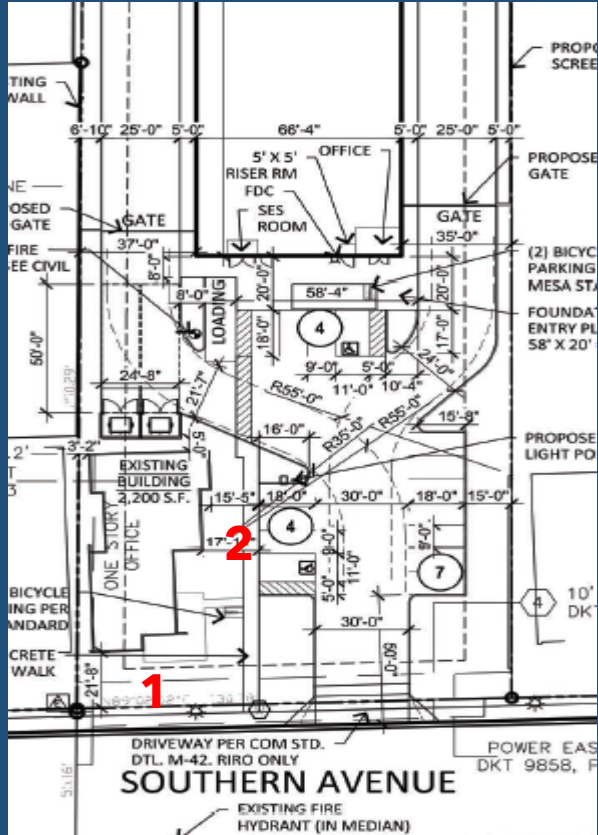 PROPO
SCREE
STING
WALL
6'-10" 25'-0" 5'-0" 66'-4" 5'-0" 25'-0" 5'-0"
5' X 5'
RISER RM
FDC
OFFICE
SES
ROOM
PROPOSE
GATE
NE
POSED
GATE
GATE
GATE
FIRE
SEE CIVIL
37'-0"
35'-0"
(2) BICYC
PARKING
MESA STA
8'-0"
20'-0"
20'-0"
8'-0"
LOADING
58'-4"
FOUNDAT
ENTRY PL
58' X 20'
4
18'-0"
17'-0"
50'-0"
9'-0" 5'-0"
11'-0" 10'-4"
24'-0"
24'-8"
21'-7"
R55'-0"
R55'-0"
R35'-0"
15'-8"
16'-0"
5'-0"
3'-2"
PROPOSE
LIGHT PO
EXISTING
BUILDING
2,200 S.F.
15'-5" 18'-0" 30'-0" 18'-0" 15'-0"
ONE STORY
OFFICE
2
4
17'-1
9'-0"
9'-0"
5'-0"
11'-0"
7
BICYCLE
ING PER
ANDARD
4
10'
DKT
30'-0"
CRETE
WALK
21'-8"
60'-0"
1
DRIVEWAY PER COM STD.
DTL. M-42. RIRO ONLY
POWER EAS
DKT 9858, P
SOUTHERN AVENUE
EXISTING FIRE
HYDRANT (IN MEDIAN)